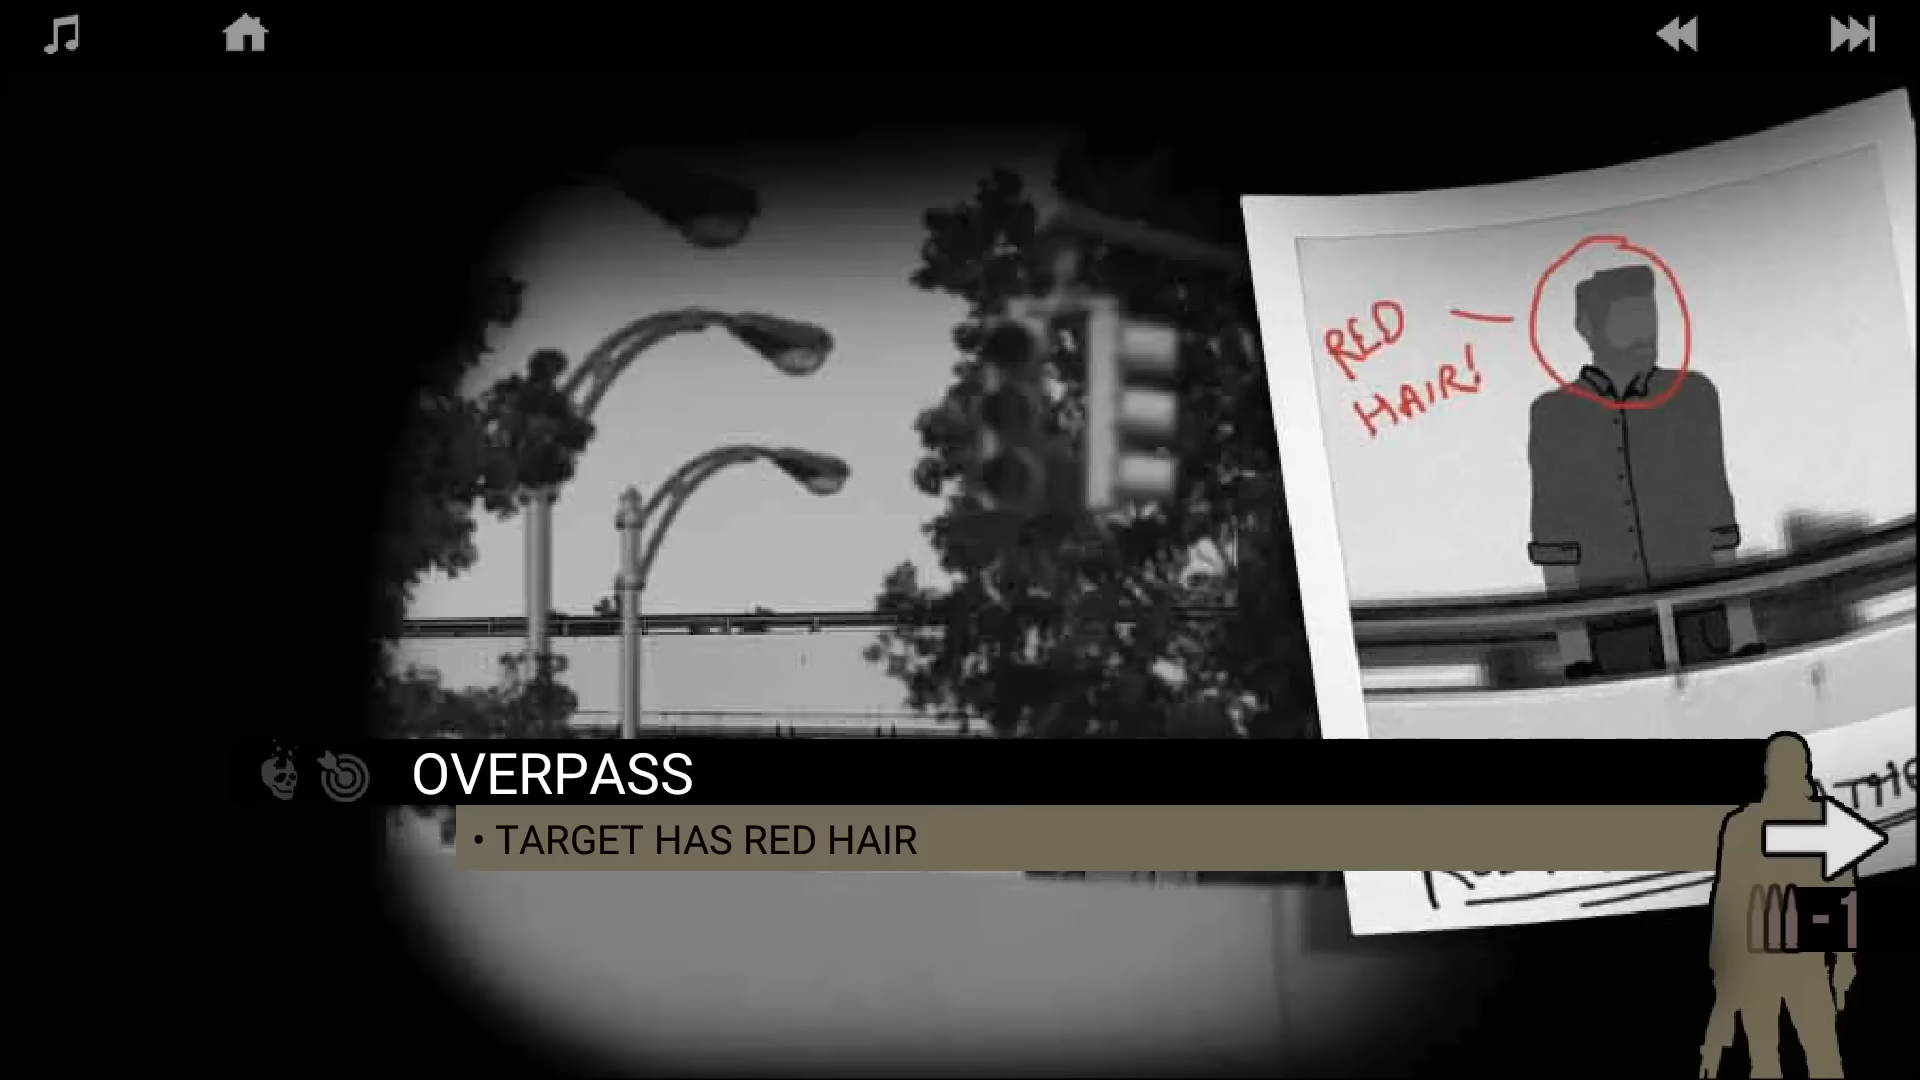 RED
HAIR!
OVERPASS
• TARGET HAS RED HAIR
-1